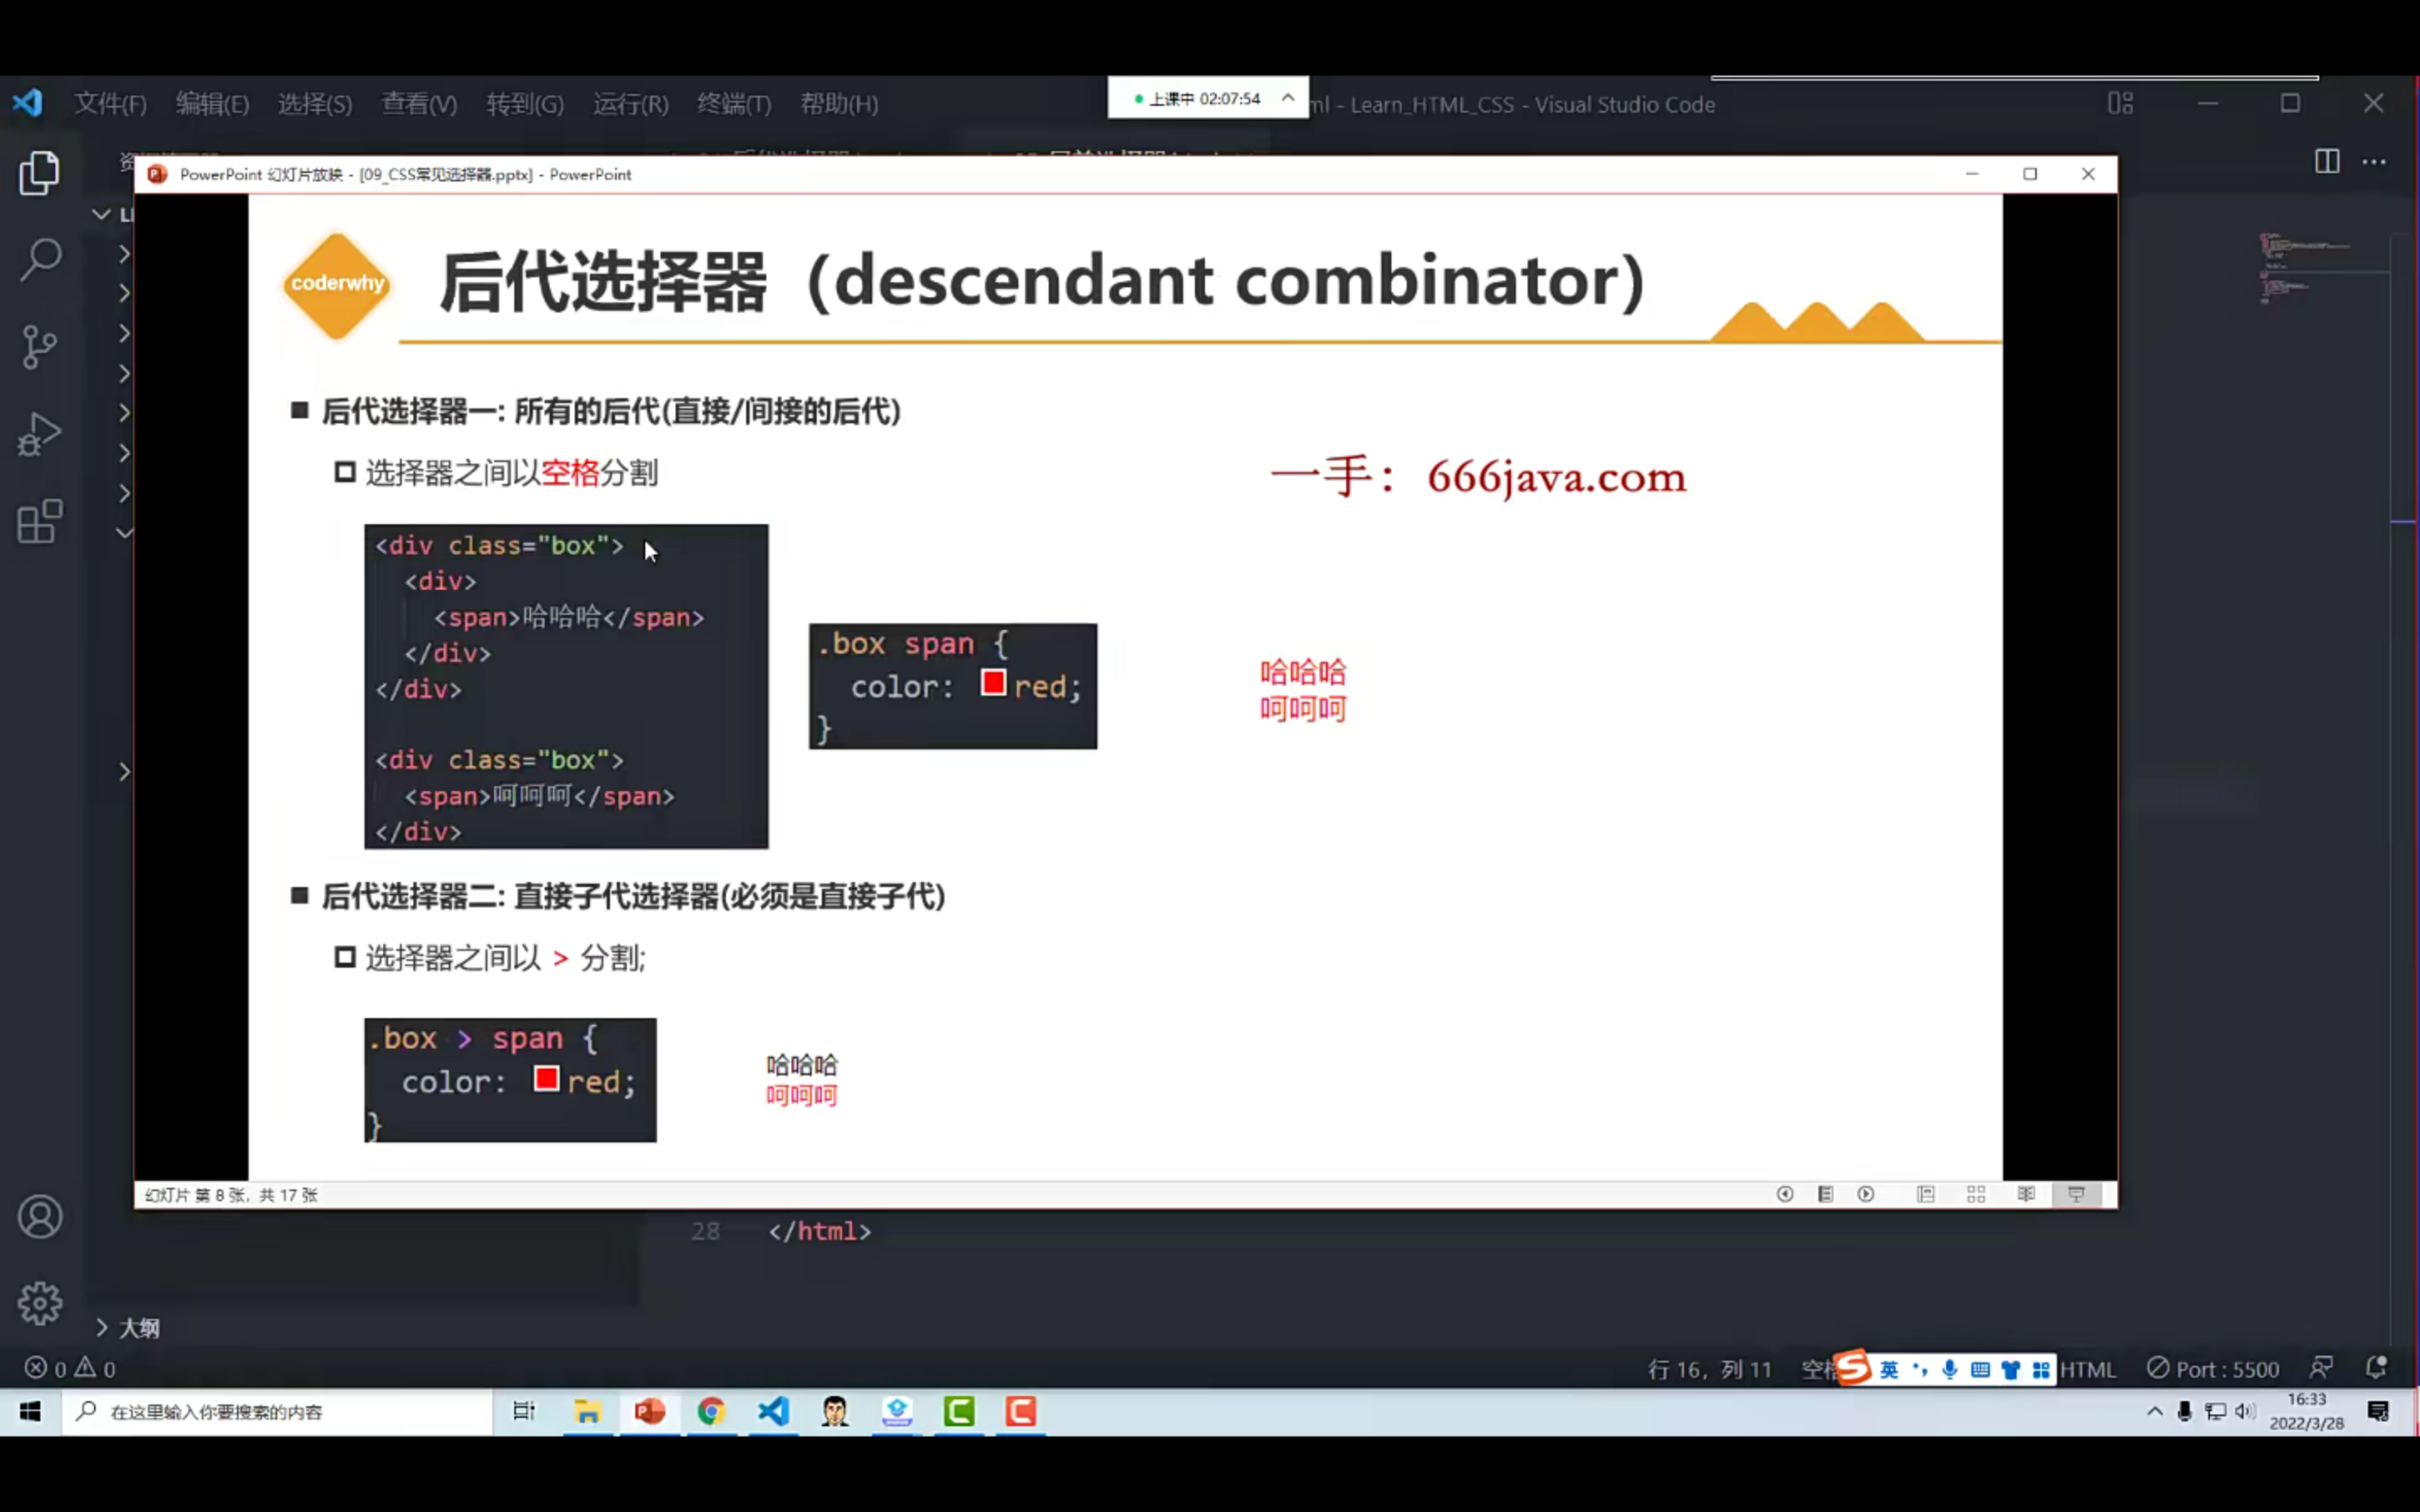 文件(F) 编辑(E) 选择(S) 查看(V) 转到(G) 运行(R) 终端(T) 帮助(H)
上课中 02:07:54
ml - Learn_HTML_CSS - Visual Studio Code
PowerPoint 幻灯片放映 - [09_CSS常见选择器.pptx] - PowerPoint
coderwhy
后代选择器（descendant combinator）
后代选择器一: 所有的后代(直接/间接的后代)
选择器之间以空格分割
一手：666java.com
<div class="box">
<div>
<span>哈哈哈</span>
</div>
</div>
<div class="box">
<span>呵呵呵</span>
</div>
.box span {
color: red;
}
哈哈哈
呵呵呵
后代选择器二: 直接子代选择器(必须是直接子代)
选择器之间以 > 分割;
.box > span {
color: red;
}
哈哈哈
呵呵呵
幻灯片 第 8 张，共 17 张
28 </html>
大纲
0 0
行 16，列 11
英
HTML
Port : 5500
在这里输入你要搜索的内容
16:33
2022/3/28